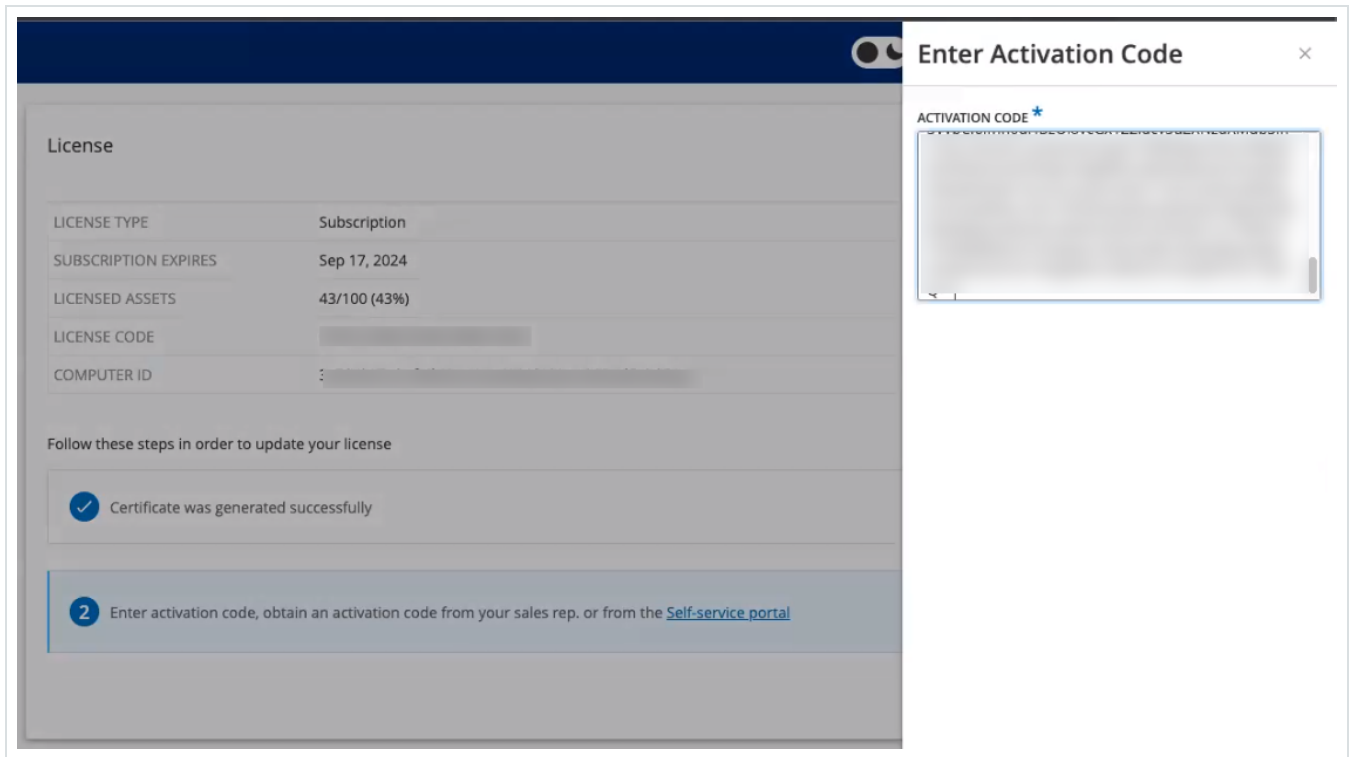 Enter Activation Code
ACTIVATION CODE *
License
LICENSE TYPE Subscription
SUBSCRIPTION EXPIRES Sep 17, 2024
LICENSED ASSETS 43/100 (43%)
LICENSE CODE
COMPUTER ID
Follow these steps in order to update your license
Certificate was generated successfully
2 Enter activation code, obtain an activation code from your sales rep. or from the Self-service portal